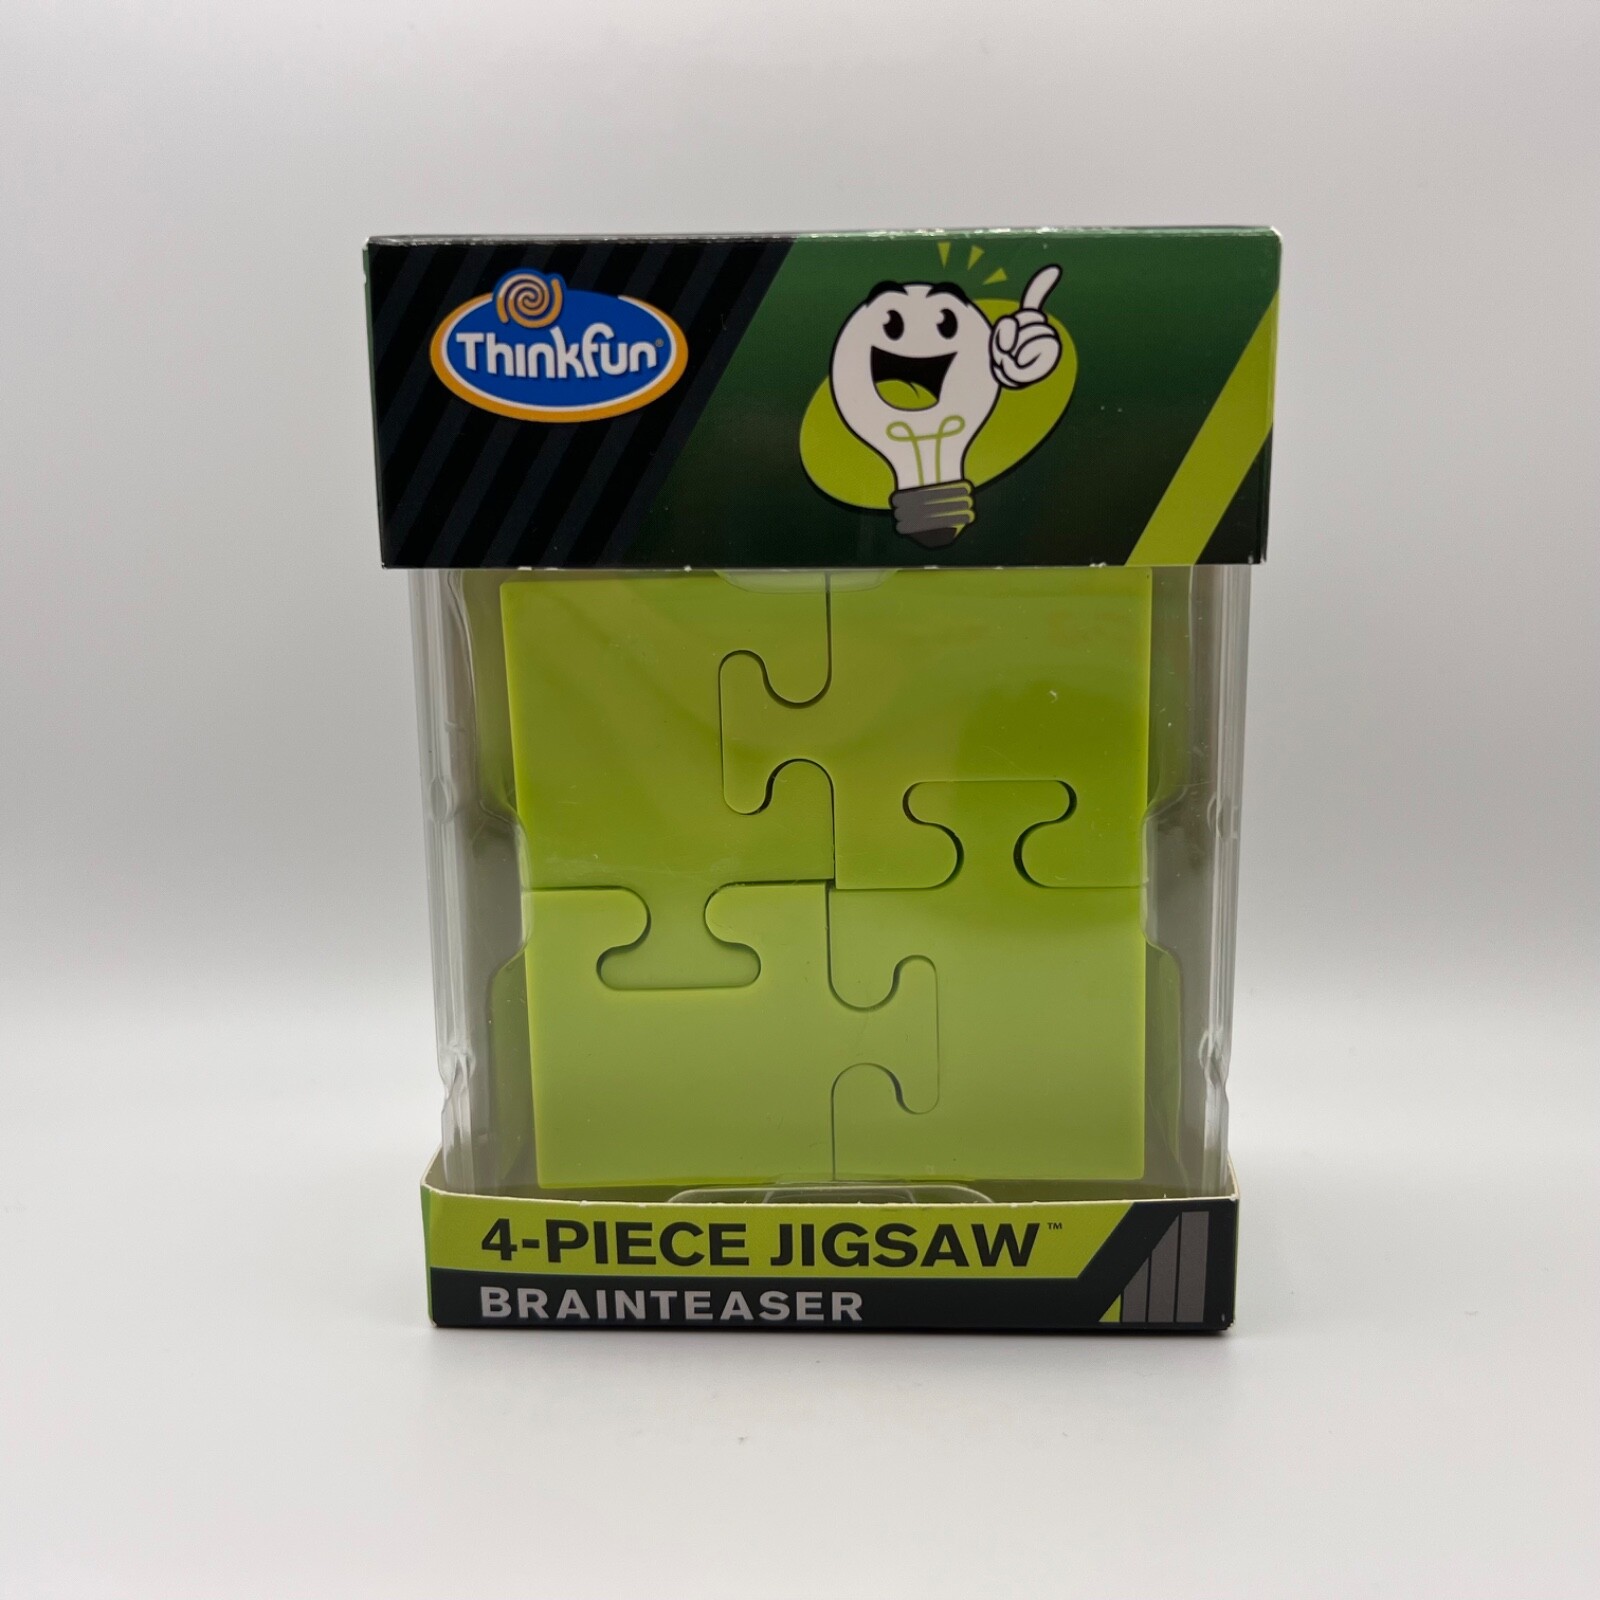 ThinkFun®
4-PIECE JIGSAW™
BRAINTEASER